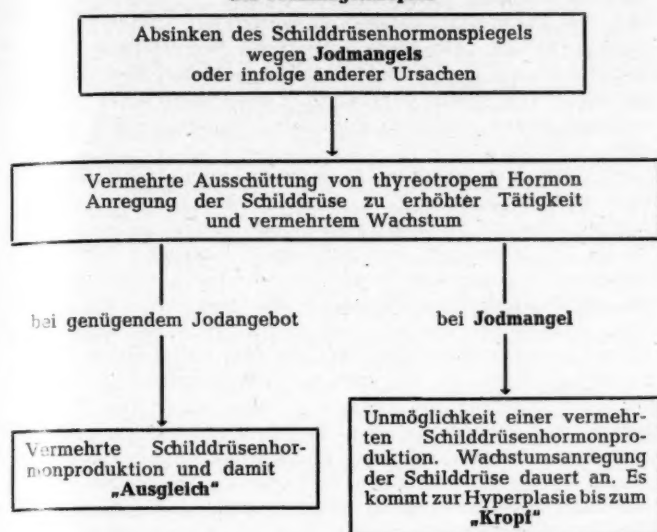 Absinken des Schilddrüsenhormonspiegels
wegen Jodmangels
oder infolge anderer Ursachen
Vermehrte Ausschüttung von thyreotropem Hormon
Anregung der Schilddrüse zu erhöhter Tätigkeit
und vermehrtem Wachstum
bei genügendem Jodangebot
bei Jodmangel
Vermehrte Schilddrüsenhor-
monproduktion und damit
„Ausgleich“
Unmöglichkeit einer vermehr-
ten Schilddrüsenhormonpro-
duktion. Wachstumsanregung
der Schilddrüse dauert an. Es
kommt zur Hyperplasie bis zum
„Kropf“